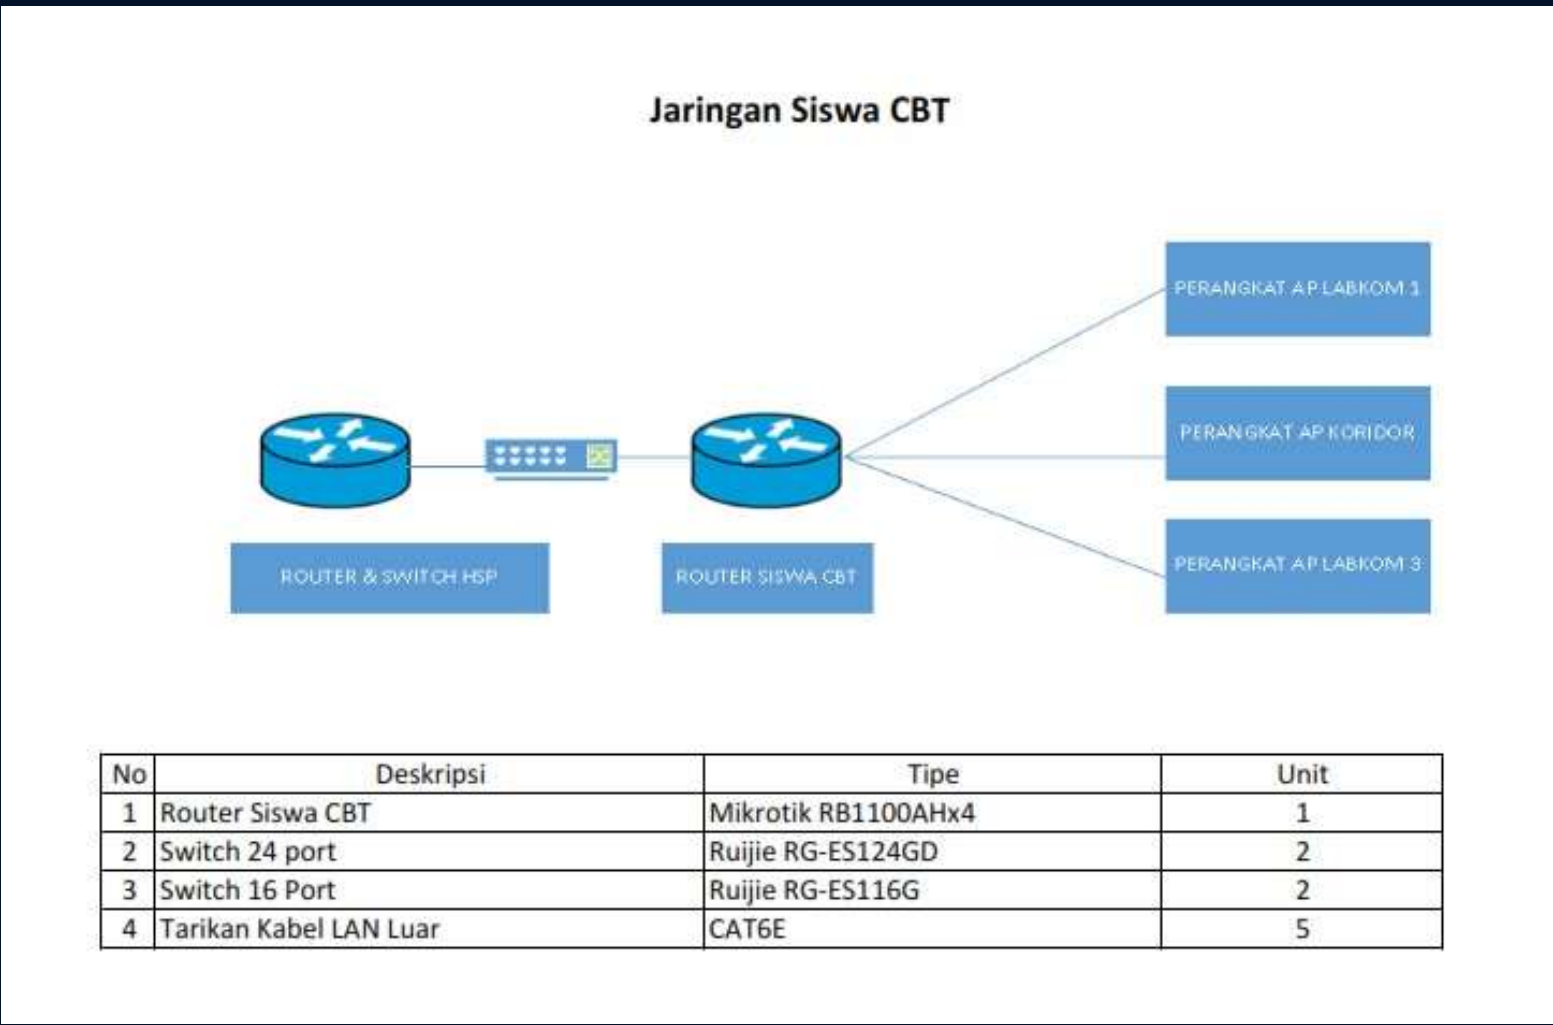 Jaringan Siswa CBT
PERANGKAT AP LABKOM 1
PERANGKAT AP KORIDOR
PERANGKAT AP LABKOM 3
ROUTER & SWITCH HSP
ROUTER SISWA CBT
No Deskripsi Tipe Unit
1 Router Siswa CBT Mikrotik RB1100AHx4 1
2 Switch 24 port Ruijie RG-ES124GD 2
3 Switch 16 Port Ruijie RG-ES116G 2
4 Tarikan Kabel LAN Luar CAT6E 5